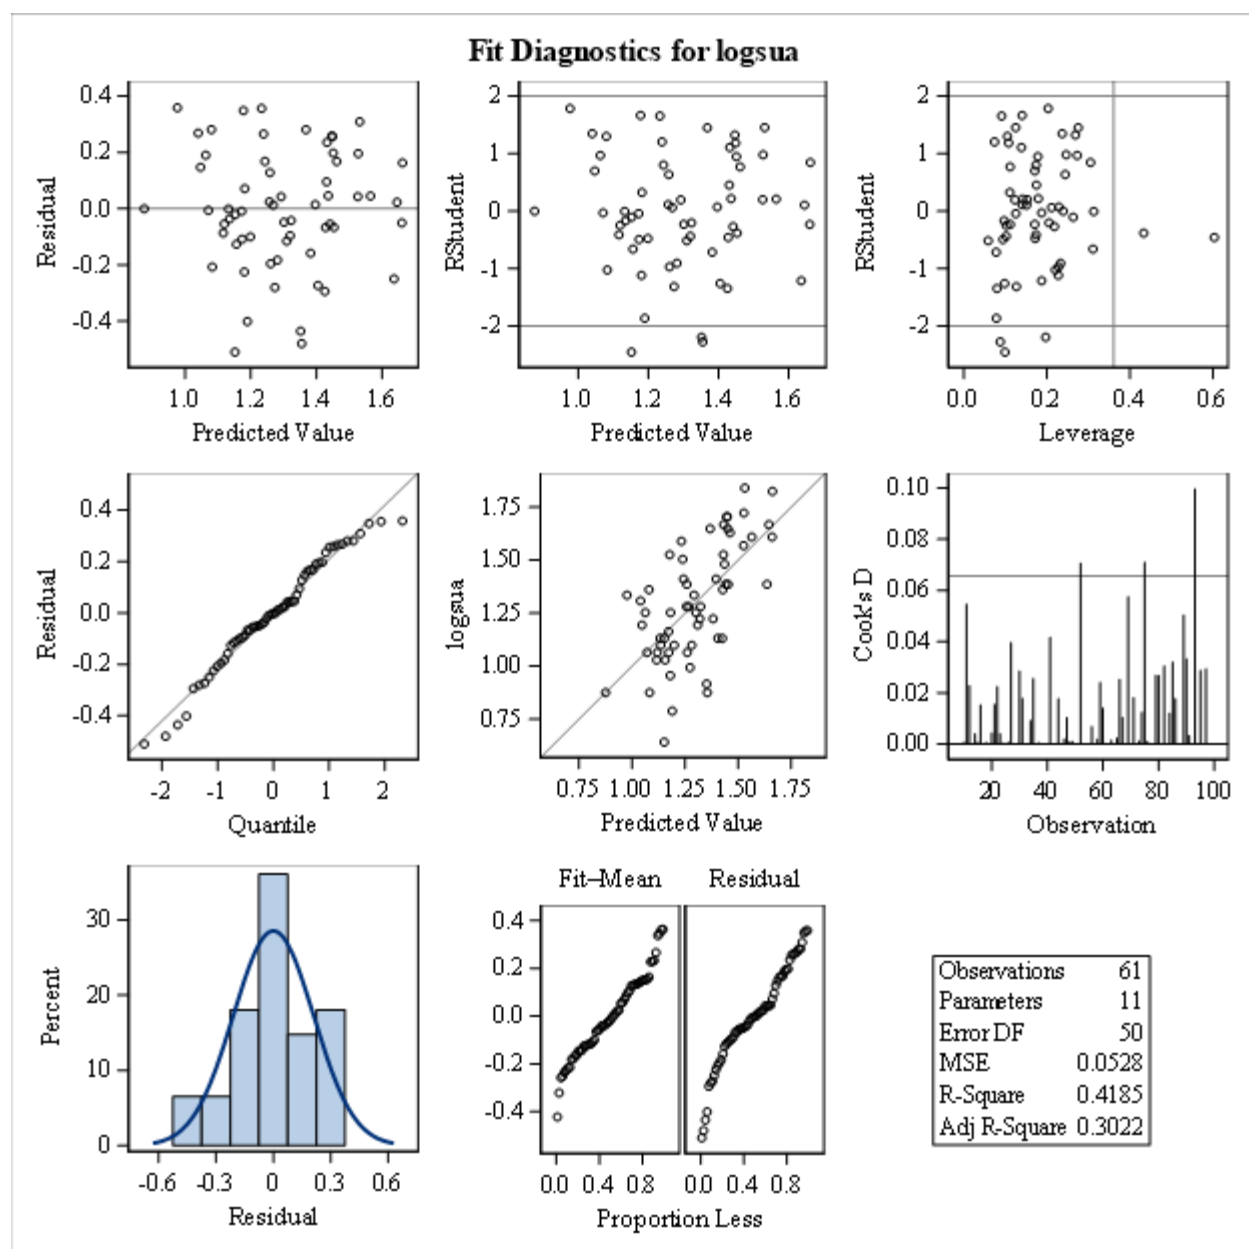 Fit Diagnostics for logsua
Residual
0.4
0.2
0.0
-0.2
-0.4
1.0 1.2 1.4 1.6
Predicted Value
RStudent
2
1
0
-1
-2
1.0 1.2 1.4 1.6
Predicted Value
RStudent
2
1
0
-1
-2
0.0 0.2 0.4 0.6
Leverage
Residual
0.4
0.2
0.0
-0.2
-0.4
-2 -1 0 1 2
Quantile
logsua
1.75
1.50
1.25
1.00
0.75
0.75 1.00 1.25 1.50 1.75
Predicted Value
Cook's D
0.10
0.08
0.06
0.04
0.02
0.00
20 40 60 80 100
Observation
Percent
30
20
10
0
-0.6 -0.3 0 0.3 0.6
Residual
Fit–Mean Residual
0.4
0.2
0.0
-0.2
-0.4
0.0 0.4 0.8 0.0 0.4 0.8
Proportion Less
Observations 61
Parameters 11
Error DF 50
MSE 0.0528
R-Square 0.4185
Adj R-Square 0.3022